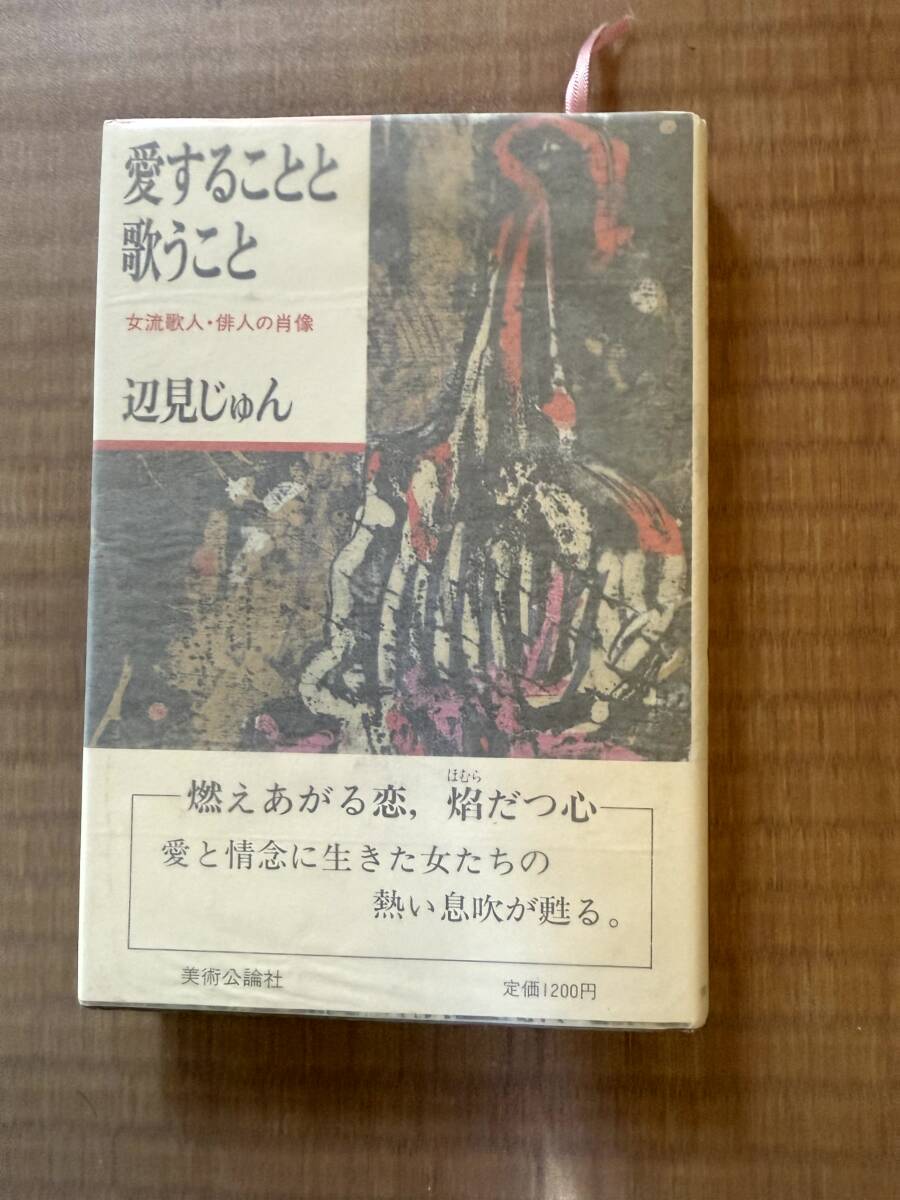 愛することと
歌うこと
女流歌人・俳人の肖像
辺見じゅん
ほむら
燃えあがる恋，焰だつ心
愛と情念に生きた女たちの
熱い息吹が甦る。
美術公論社
定価1200円